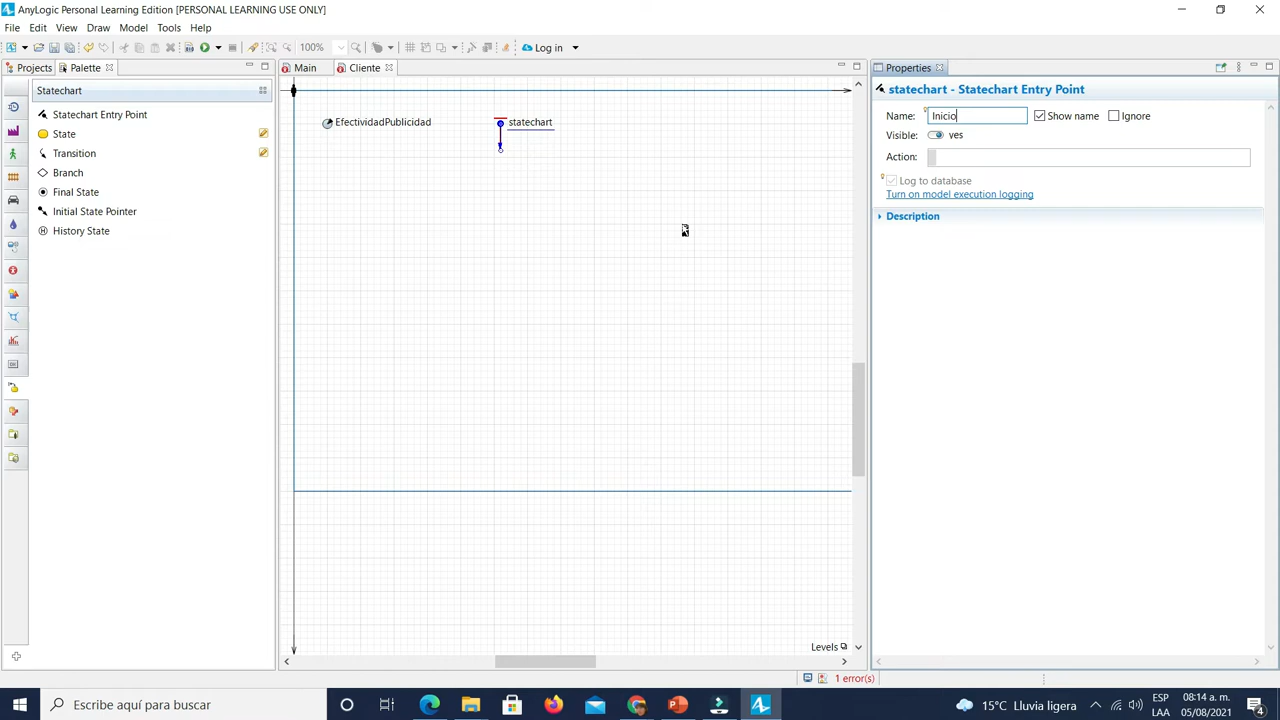 AnyLogic Personal Learning Edition [PERSONAL LEARNING USE ONLY]
File Edit View Draw Model Tools Help
100% Log in
Projects Palette Main Cliente Properties
Statechart
statechart - Statechart Entry Point
Statechart Entry Point
State
Transition
Branch
Final State
Initial State Pointer
History State
EfectividadPublicidad statechart
Name: Inicio Show name Ignore
Visible: yes
Action:
Log to database
Turn on model execution logging
Description
Levels
1 error(s)
Escribe aquí para buscar
15°C Lluvia ligera
ESP
LAA
08:14 a. m.
05/08/2021
4